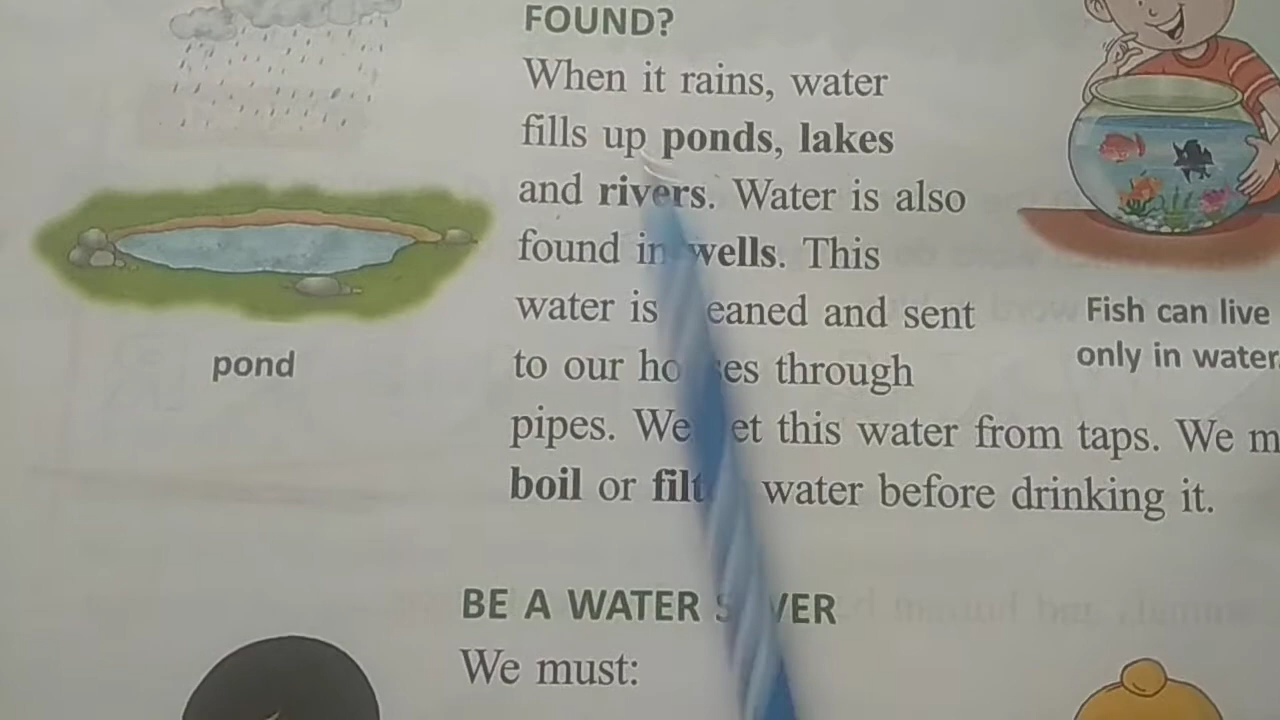 FOUND?
When it rains, water
fills up ponds, lakes
and rivers. Water is also
found in wells. This
water is eaned and sent
to our ho es through
pipes. We et this water from taps. We m
boil or filt water before drinking it.
pond
Fish can live
only in water.
BE A WATER S VER
We must: